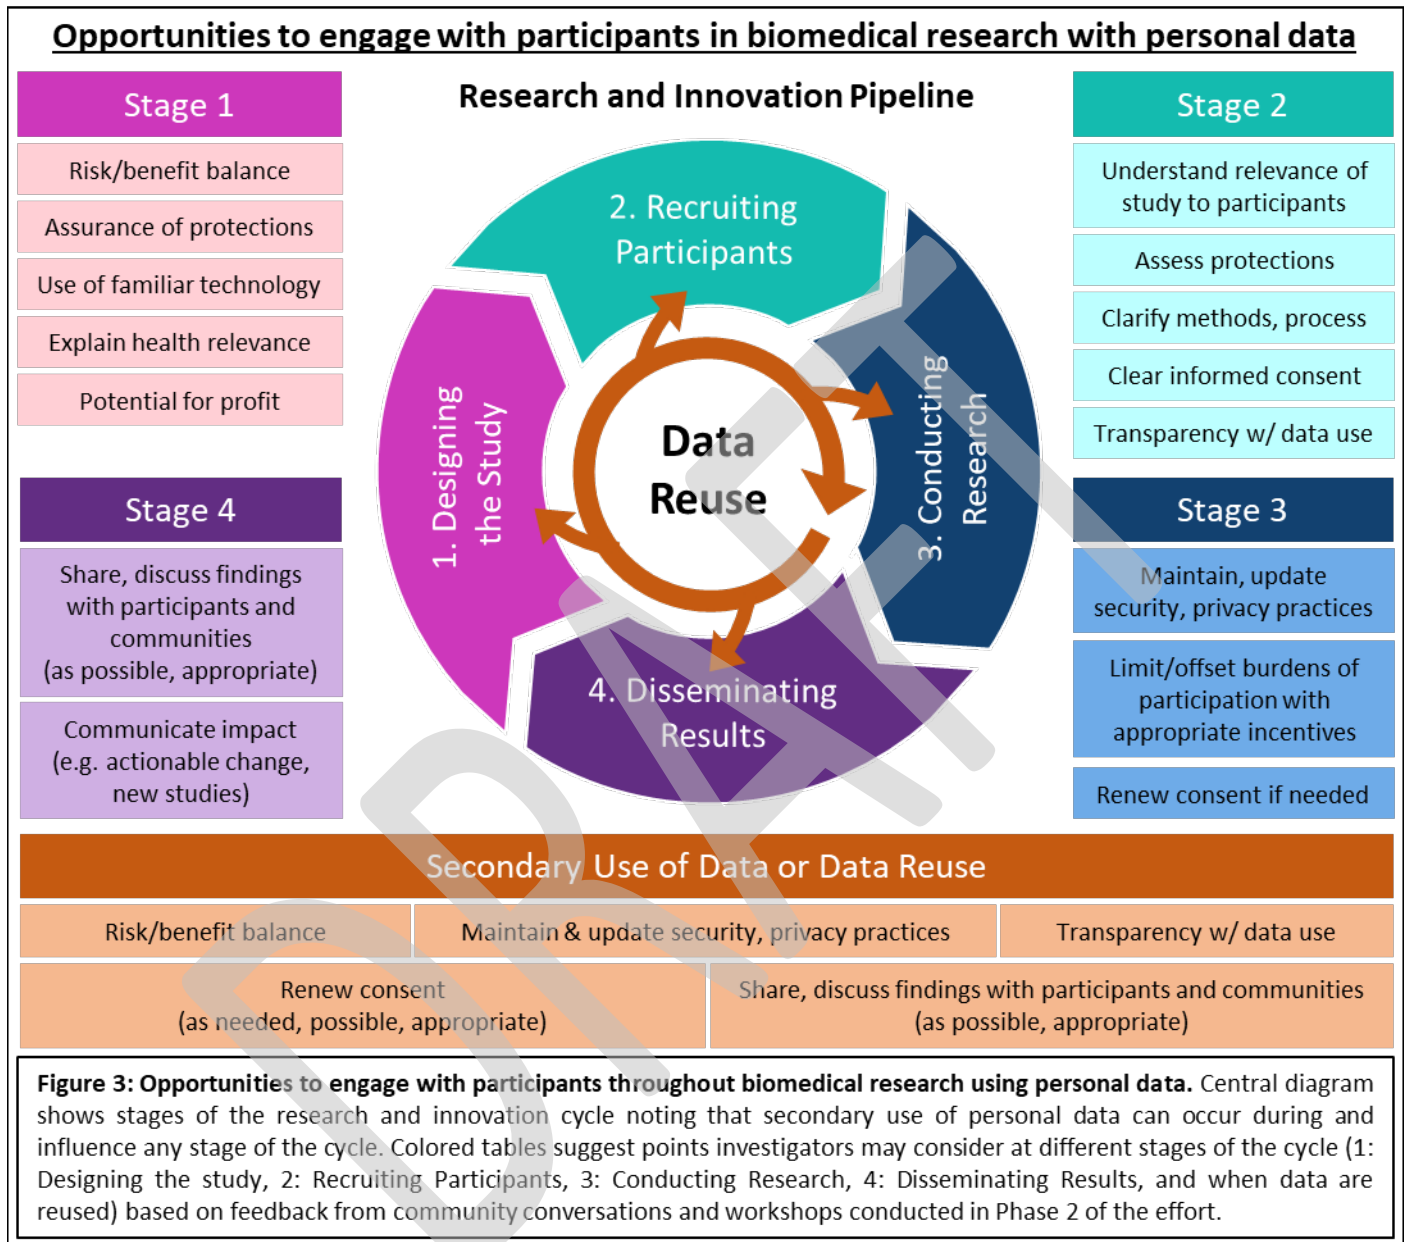 Opportunities to engage with participants in biomedical research with personal data
Research and Innovation Pipeline
Stage 1
Risk/benefit balance
Assurance of protections
Use of familiar technology
Explain health relevance
Potential for profit
Stage 2
Understand relevance of
study to participants
Assess protections
Clarify methods, process
Clear informed consent
Transparency w/ data use
2. Recruiting
Participants
1. Designing
the Study
Data
Reuse
3. Conducting
Research
4. Disseminating
Results
Stage 4
Share, discuss findings
with participants and
communities
(as possible, appropriate)
Communicate impact
(e.g. actionable change,
new studies)
Stage 3
Maintain, update
security, privacy practices
Limit/offset burdens of
participation with
appropriate incentives
Renew consent if needed
Secondary Use of Data or Data Reuse
Risk/benefit balance
Maintain & update security, privacy practices
Transparency w/ data use
Renew consent
(as needed, possible, appropriate)
Share, discuss findings with participants and communities
(as possible, appropriate)
Figure 3: Opportunities to engage with participants throughout biomedical research using personal data. Central diagram
shows stages of the research and innovation cycle noting that secondary use of personal data can occur during and
influence any stage of the cycle. Colored tables suggest points investigators may consider at different stages of the cycle (1:
Designing the study, 2: Recruiting Participants, 3: Conducting Research, 4: Disseminating Results, and when data are
reused) based on feedback from community conversations and workshops conducted in Phase 2 of the effort.
DRAFT